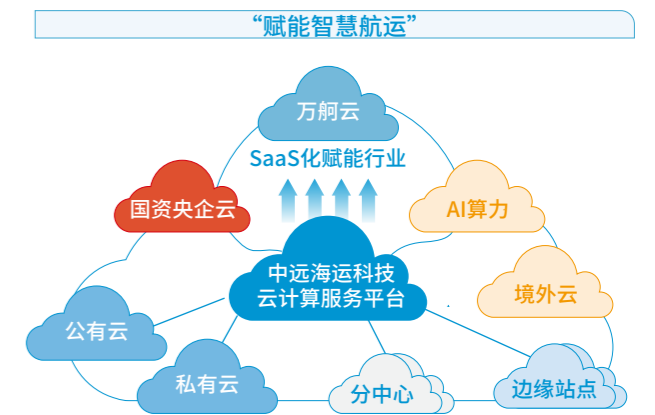 “赋能智慧航运”
万舸云
SaaS化赋能行业
国资央企云
AI算力
中远海运科技
云计算服务平台
境外云
公有云
私有云
分中心
边缘站点